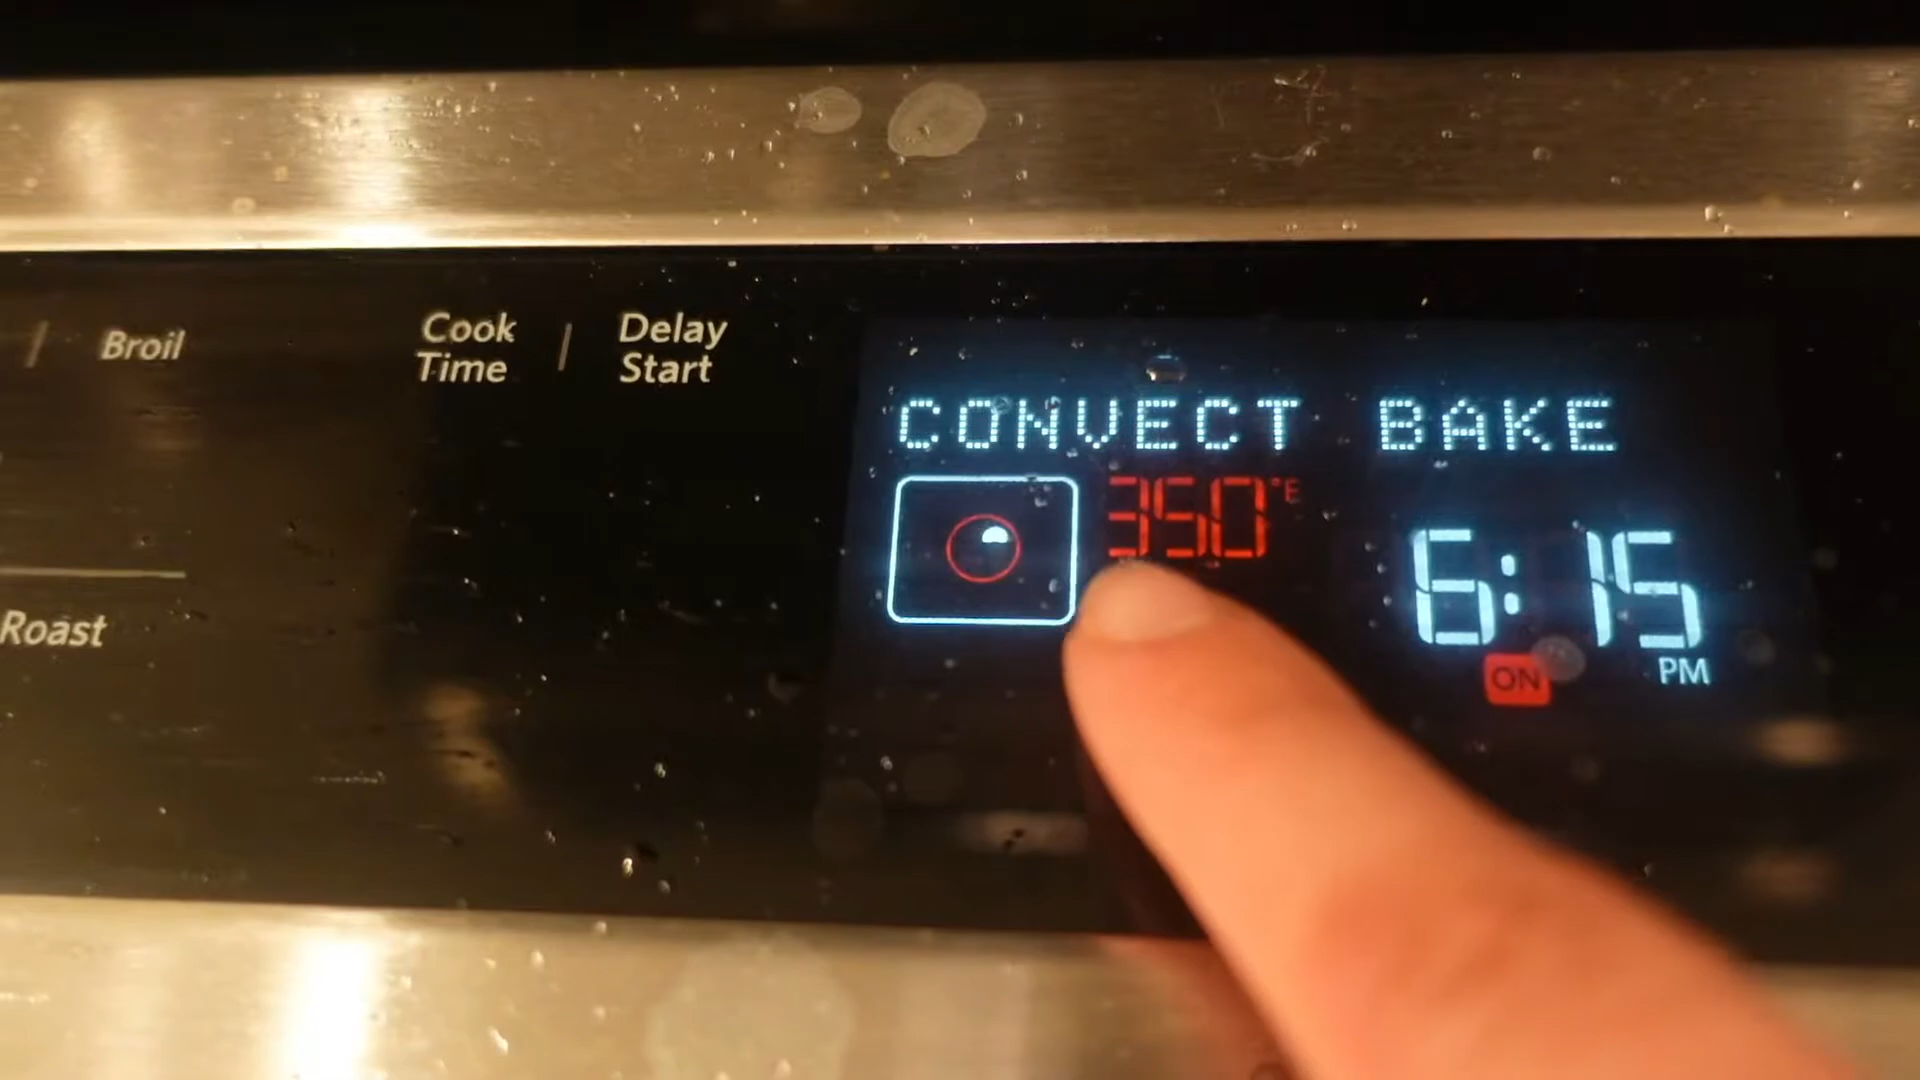 / Broil
Cook Time | Delay Start
Roast
CONVECT BAKE
350°F
6:15
ON
PM